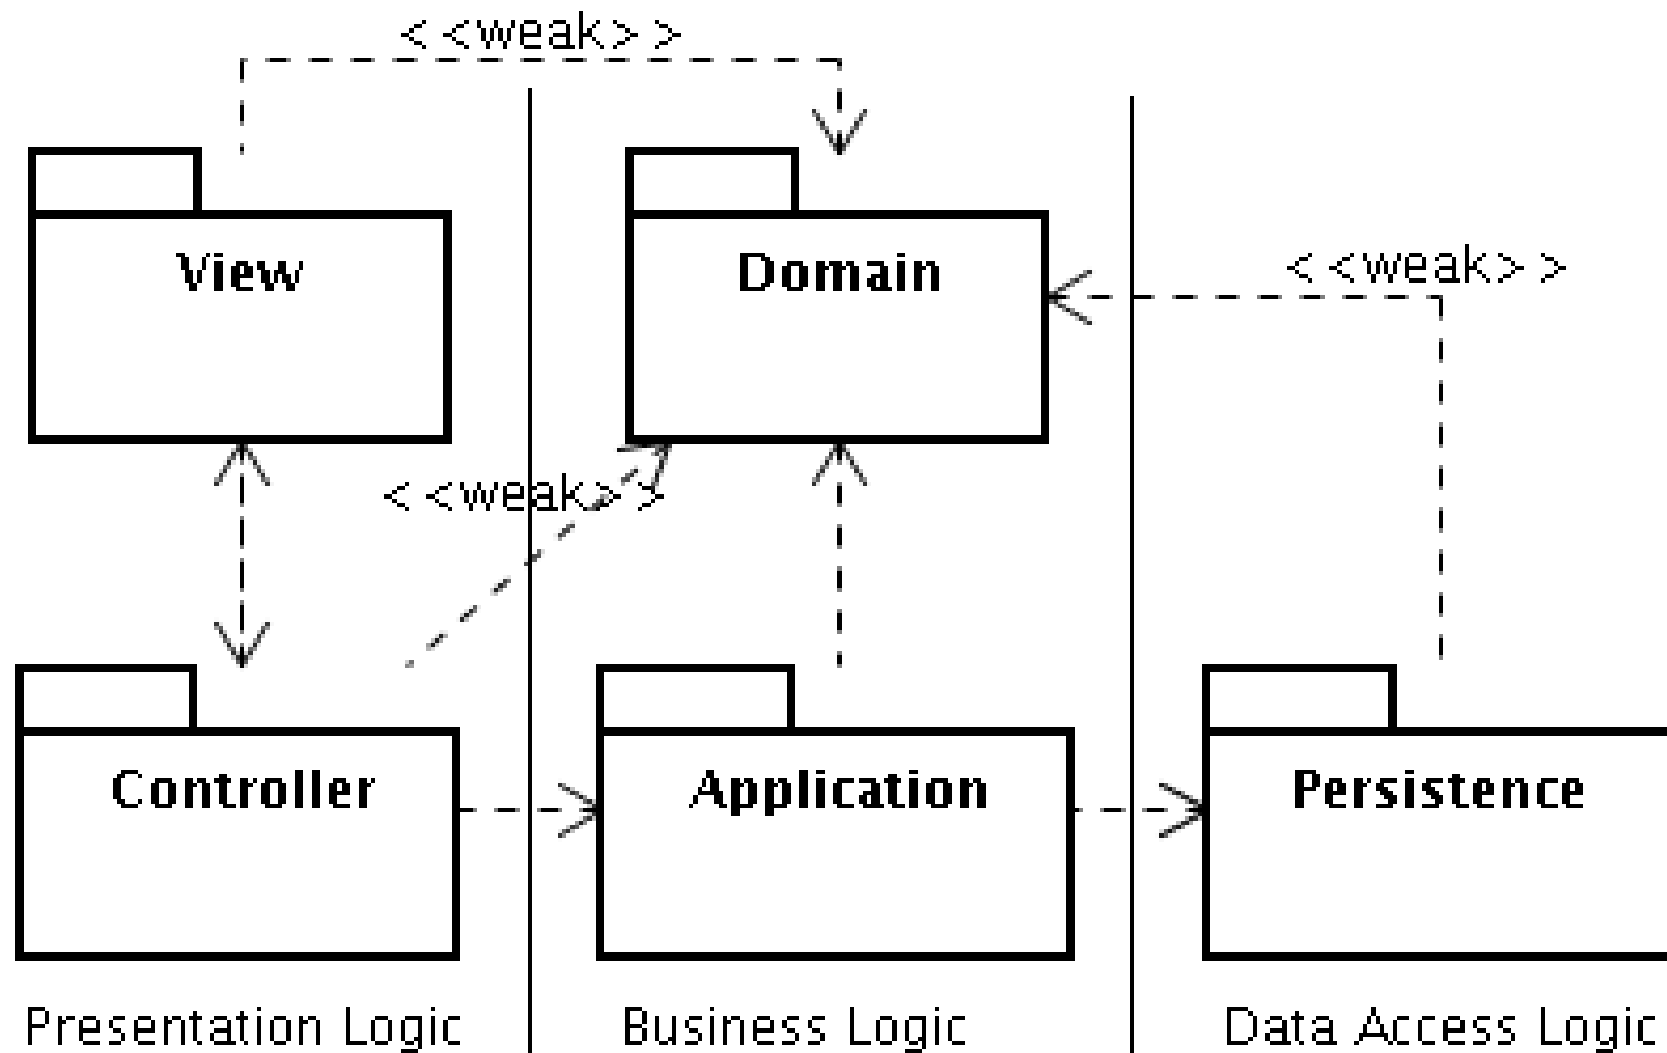 <<weak>>
View
Domain
<<weak>>
<<weak>>
Controller
Application
Persistence
Presentation Logic
Business Logic
Data Access Logic